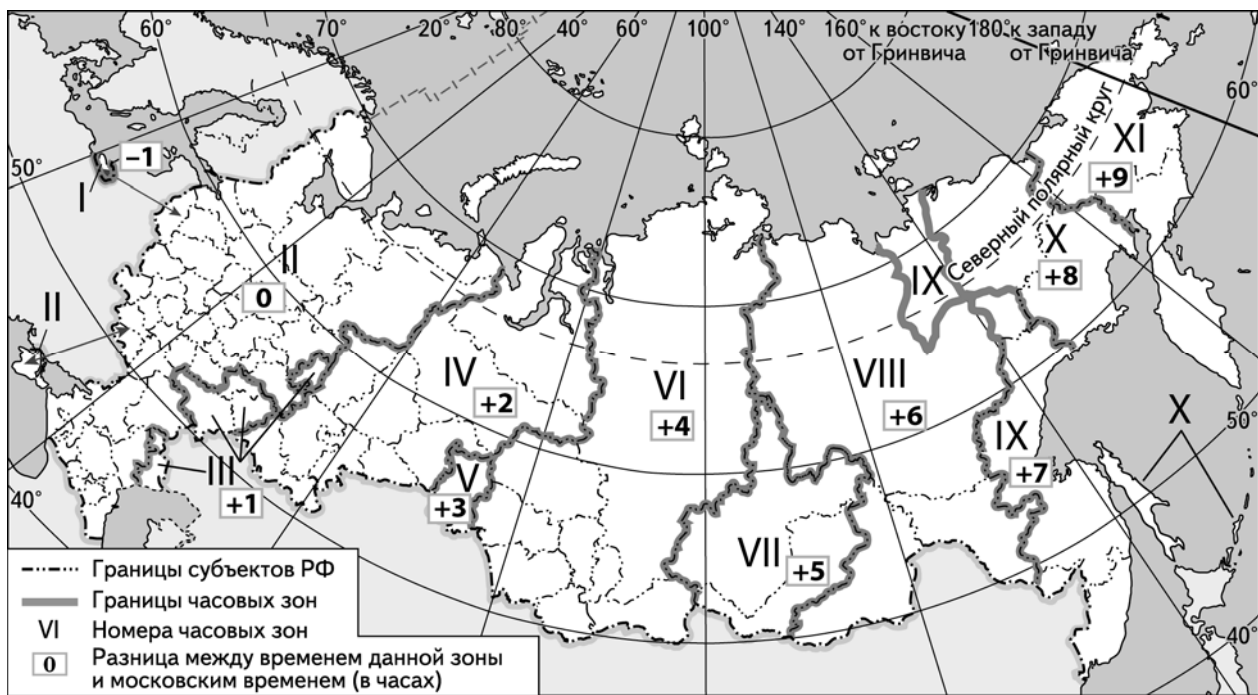 60° 70° 20° 80° 40° 60 100 140° 160° к востоку 180° к западу
от Гринвича от Гринвича
60°
50°
–1
I
Северный полярный круг
XI
+9
II
0
X
+8
IX
II
IV
+2
VI
+4
VIII
+6
X
50°
IX
+7
V
+3
III
+1
40°
VII
+5
40°
Границы субъектов РФ
Границы часовых зон
VI Номера часовых зон
0 Разница между временем данной зоны
и московским временем (в часах)